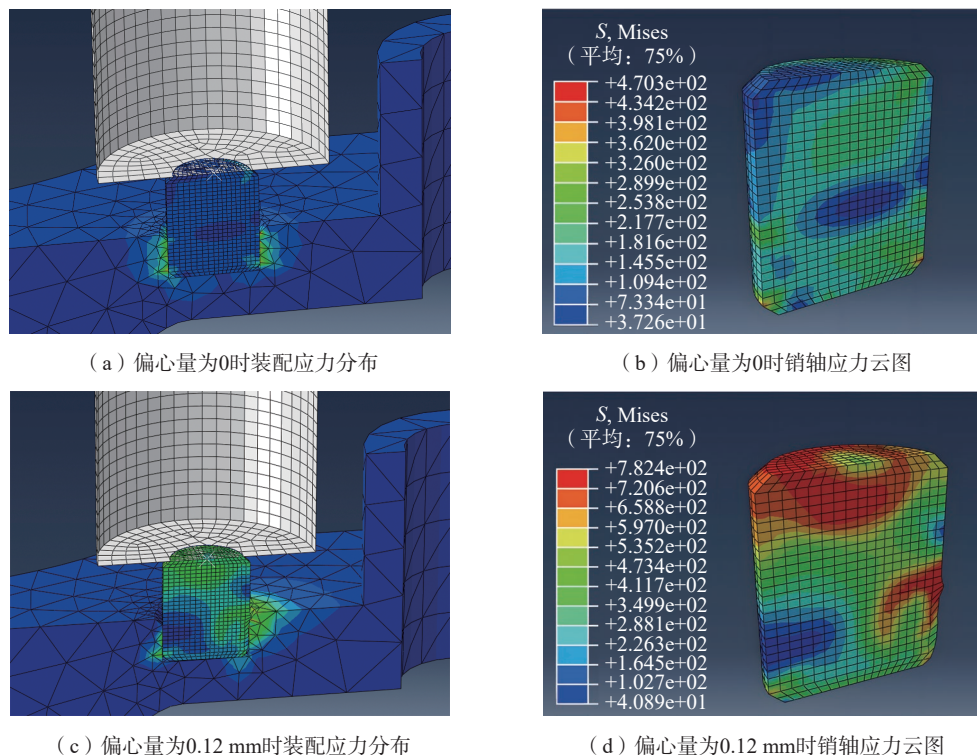 S, Mises
（平均：75%）
+4.703e+02
+4.342e+02
+3.981e+02
+3.620e+02
+3.260e+02
+2.899e+02
+2.538e+02
+2.177e+02
+1.816e+02
+1.455e+02
+1.094e+02
+7.334e+01
+3.726e+01
（a）偏心量为0时装配应力分布
（b）偏心量为0时销轴应力云图
S, Mises
（平均：75%）
+7.824e+02
+7.206e+02
+6.588e+02
+5.970e+02
+5.352e+02
+4.734e+02
+4.117e+02
+3.499e+02
+2.881e+02
+2.263e+02
+1.645e+02
+1.027e+02
+4.089e+01
（c）偏心量为0.12 mm时装配应力分布
（d）偏心量为0.12 mm时销轴应力云图